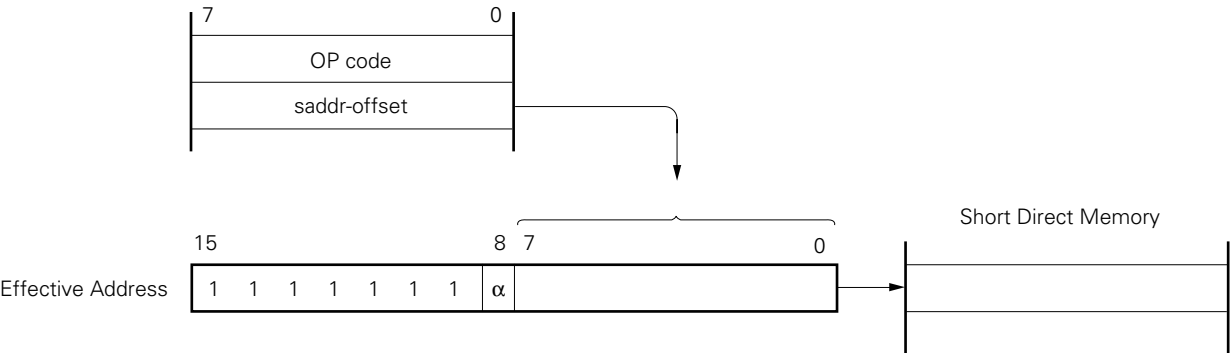 7 0
OP code
saddr-offset
Short Direct Memory
15 8 7 0
Effective Address 1 1 1 1 1 1 1 α